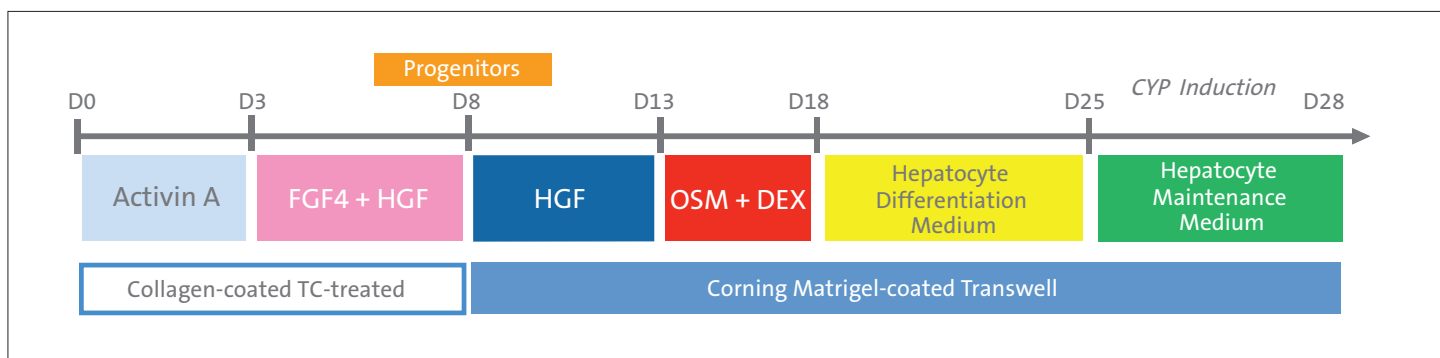 Progenitors
D0
D3
D8
D13
D18
D25
CYP Induction
D28
Activin A
FGF4 + HGF
HGF
OSM + DEX
Hepatocyte
Differentiation
Medium
Hepatocyte
Maintenance
Medium
Collagen-coated TC-treated
Corning Matrigel-coated Transwell